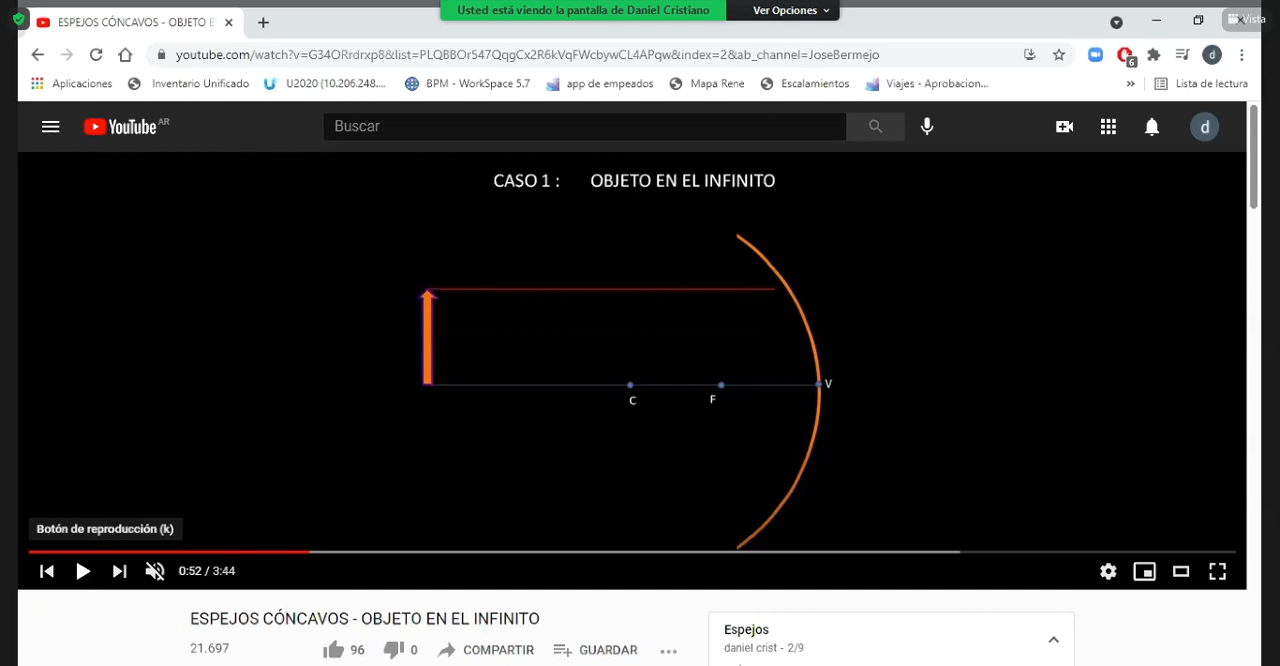 Usted está viendo la pantalla de Daniel Cristiano
Ver Opciones
Vista
ESPEJOS CÓNCAVOS - OBJETO E
youtube.com/watch?v=G34ORrdrxp8&list=PLQBBOr547QqgCx2R6kVqFWcbywCL4APqw&index=2&ab_channel=JoseBermejo
6
d
Aplicaciones
Inventario Unificado
U2020 (10.206.248....
BPM - WorkSpace 5.7
app de empeados
Mapa Rene
Escalamientos
Viajes - Aprobacion...
»
Lista de lectura
YouTube AR
Buscar
d
CASO 1 : OBJETO EN EL INFINITO
V
C
F
Botón de reproducción (k)
0:52 / 3:44
ESPEJOS CÓNCAVOS - OBJETO EN EL INFINITO
21.697
96
0
COMPARTIR
GUARDAR
Espejos
daniel crist - 2/9